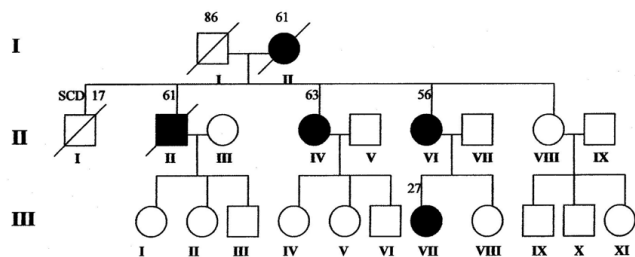 86 61
I
I II
SCD 17 61 63 56
II
I II III IV V VI VII VIII IX
27
III
I II III IV V VI VII VIII IX X XI